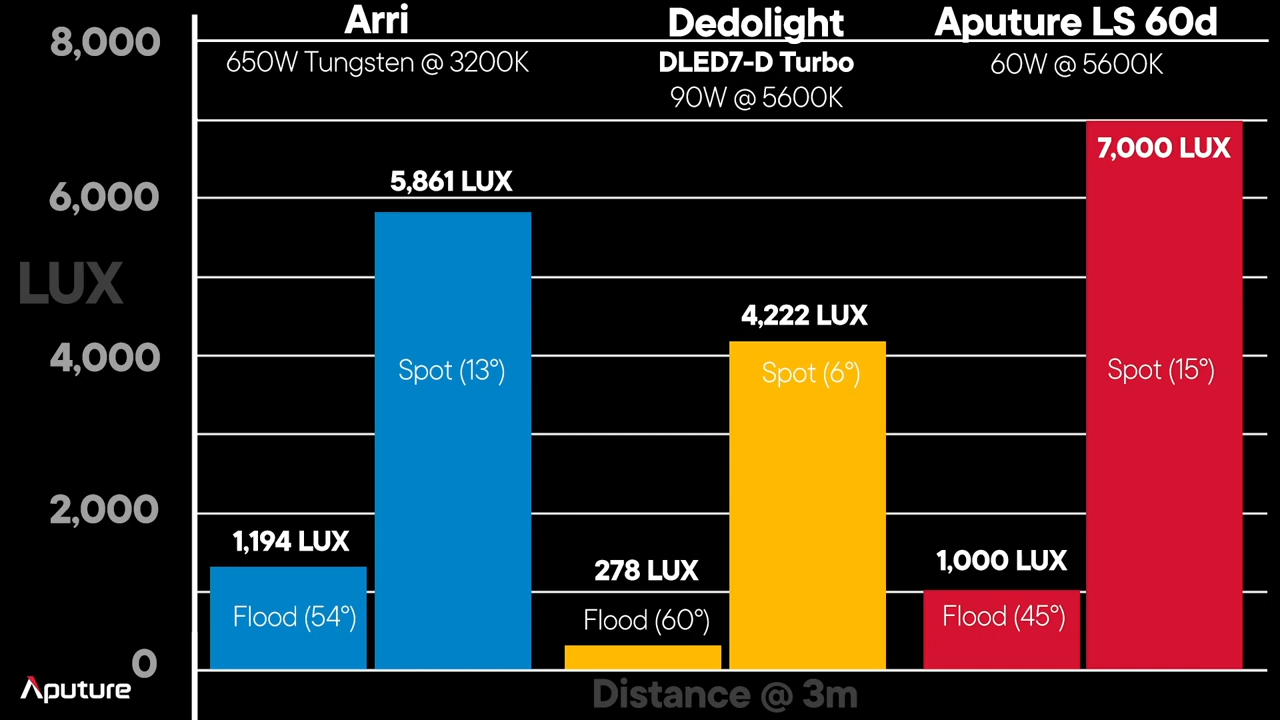 Arri
650W Tungsten @ 3200K
Dedolight
DLED7-D Turbo
90W @ 5600K
Aputure LS 60d
60W @ 5600K
8,000
6,000
LUX
4,000
2,000
0
1,194 LUX
Flood (54°)
5,861 LUX
Spot (13°)
278 LUX
Flood (60°)
4,222 LUX
Spot (6°)
1,000 LUX
Flood (45°)
7,000 LUX
Spot (15°)
Aputure
Distance @ 3m